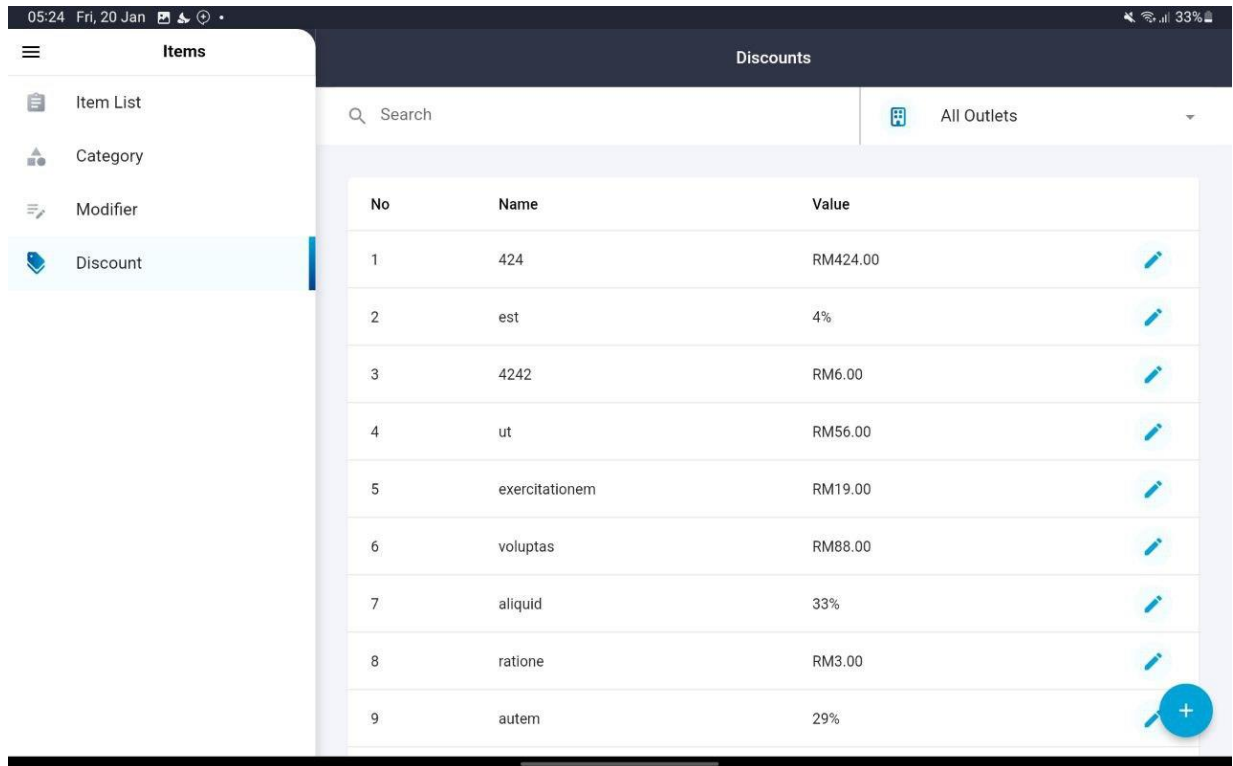 05:24 Fri, 20 Jan 33%
Items
Discounts
Item List
Category
Modifier
Discount
Search
All Outlets
No Name Value
1 424 RM424.00
2 est 4%
3 4242 RM6.00
4 ut RM56.00
5 exercitationem RM19.00
6 voluptas RM88.00
7 aliquid 33%
8 ratione RM3.00
9 autem 29%